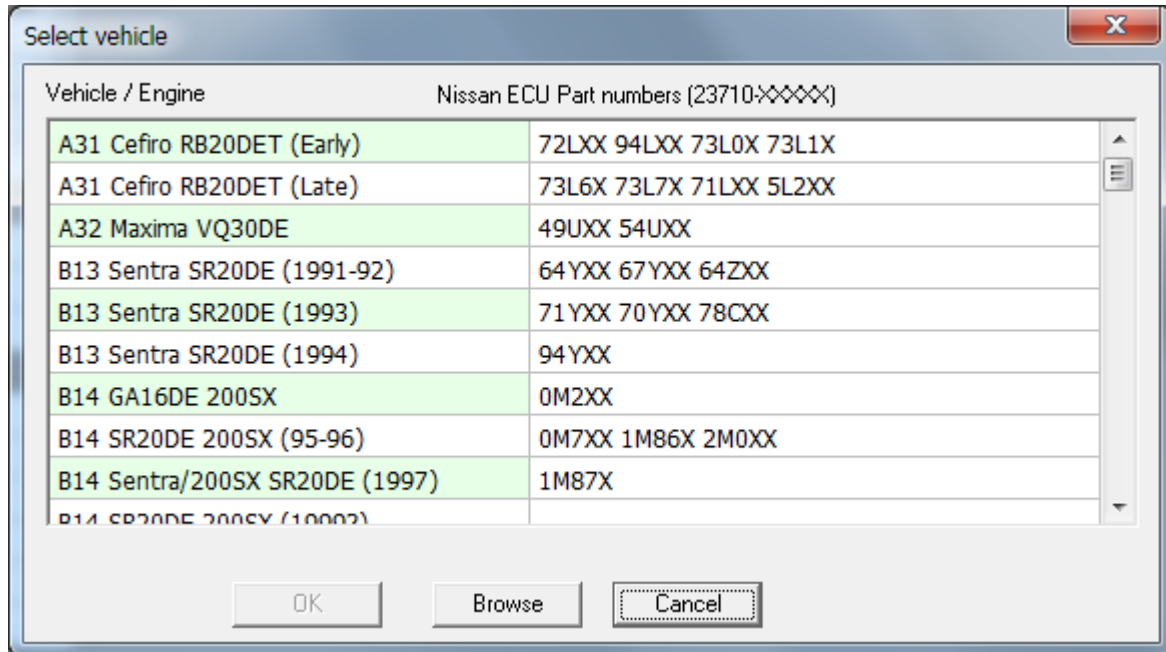 Select vehicle
Vehicle / Engine Nissan ECU Part numbers (23710-XXXXX)
A31 Cefiro RB20DET (Early) 72LXX 94LXX 73L0X 73L1X
A31 Cefiro RB20DET (Late) 73L6X 73L7X 71LXX 5L2XX
A32 Maxima VQ30DE 49UXX 54UXX
B13 Sentra SR20DE (1991-92) 64YXX 67YXX 64ZXX
B13 Sentra SR20DE (1993) 71YXX 70YXX 78CXX
B13 Sentra SR20DE (1994) 94YXX
B14 GA16DE 200SX 0M2XX
B14 SR20DE 200SX (95-96) 0M7XX 1M86X 2M0XX
B14 Sentra/200SX SR20DE (1997) 1M87X
B14 SR20DE 200SX
OK Browse Cancel